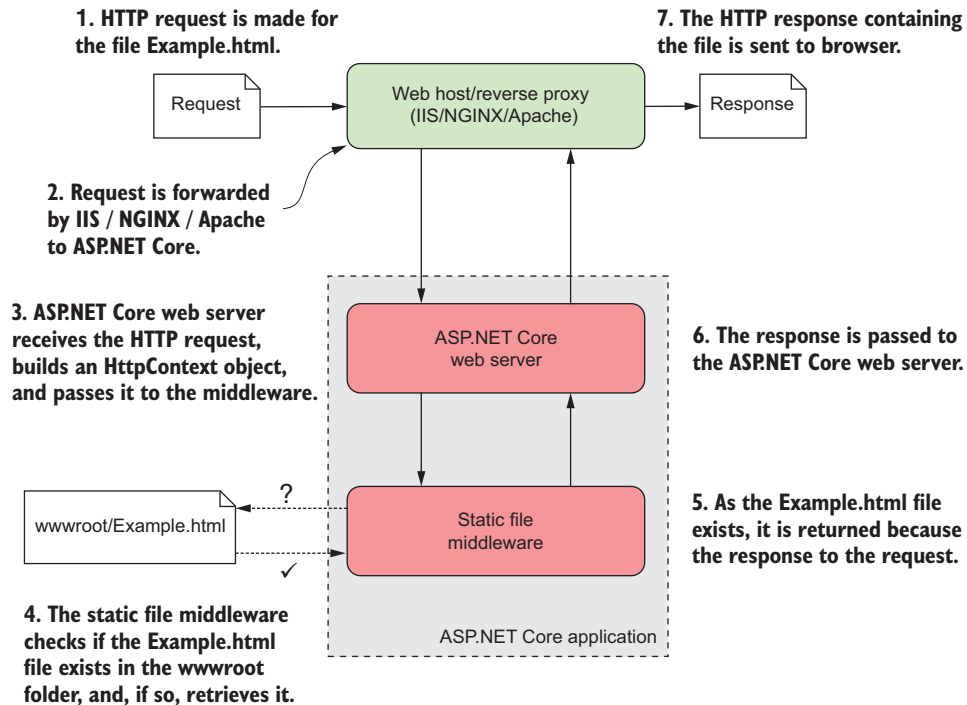 1. HTTP request is made for
the file Example.html.
7. The HTTP response containing
the file is sent to browser.
Request
Web host/reverse proxy
(IIS/NGINX/Apache)
Response
2. Request is forwarded
by IIS / NGINX / Apache
to ASP.NET Core.
3. ASP.NET Core web server
receives the HTTP request,
builds an HttpContext object,
and passes it to the middleware.
ASP.NET Core
web server
6. The response is passed to
the ASP.NET Core web server.
?
wwwroot/Example.html
✓
Static file
middleware
5. As the Example.html file
exists, it is returned because
the response to the request.
4. The static file middleware
checks if the Example.html
file exists in the wwwroot
folder, and, if so, retrieves it.
ASP.NET Core application